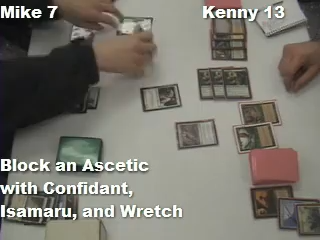 Mike 7
Kenny 13
Block an Ascetic
with Confidant,
Isamaru, and Wretch